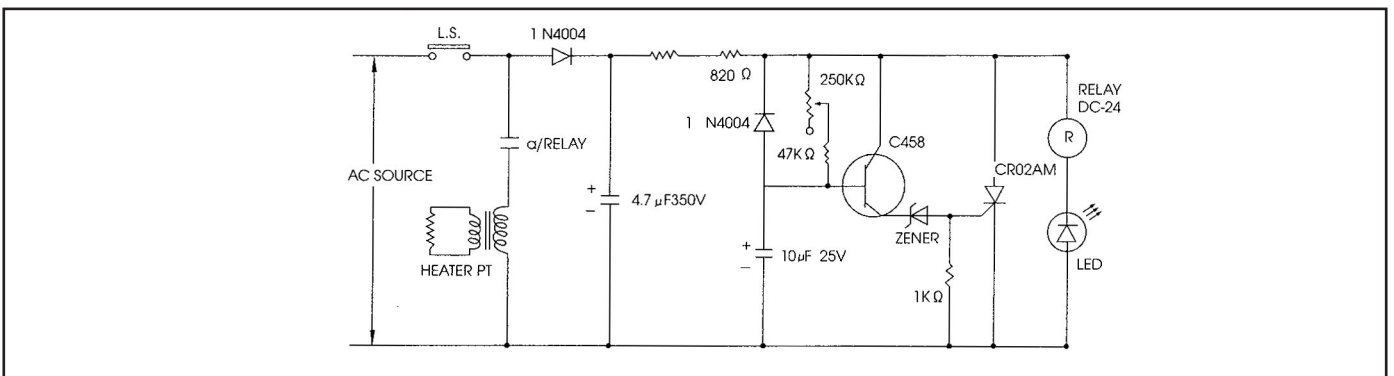 L.S.
1 N4004
820 Ω
250KΩ
RELAY
DC-24
1 N4004
R
α/RELAY
47KΩ
C458
CR02AM
AC SOURCE
+
4.7 µF350V
−
ZENER
+
10µF 25V
−
HEATER PT
LED
1KΩ